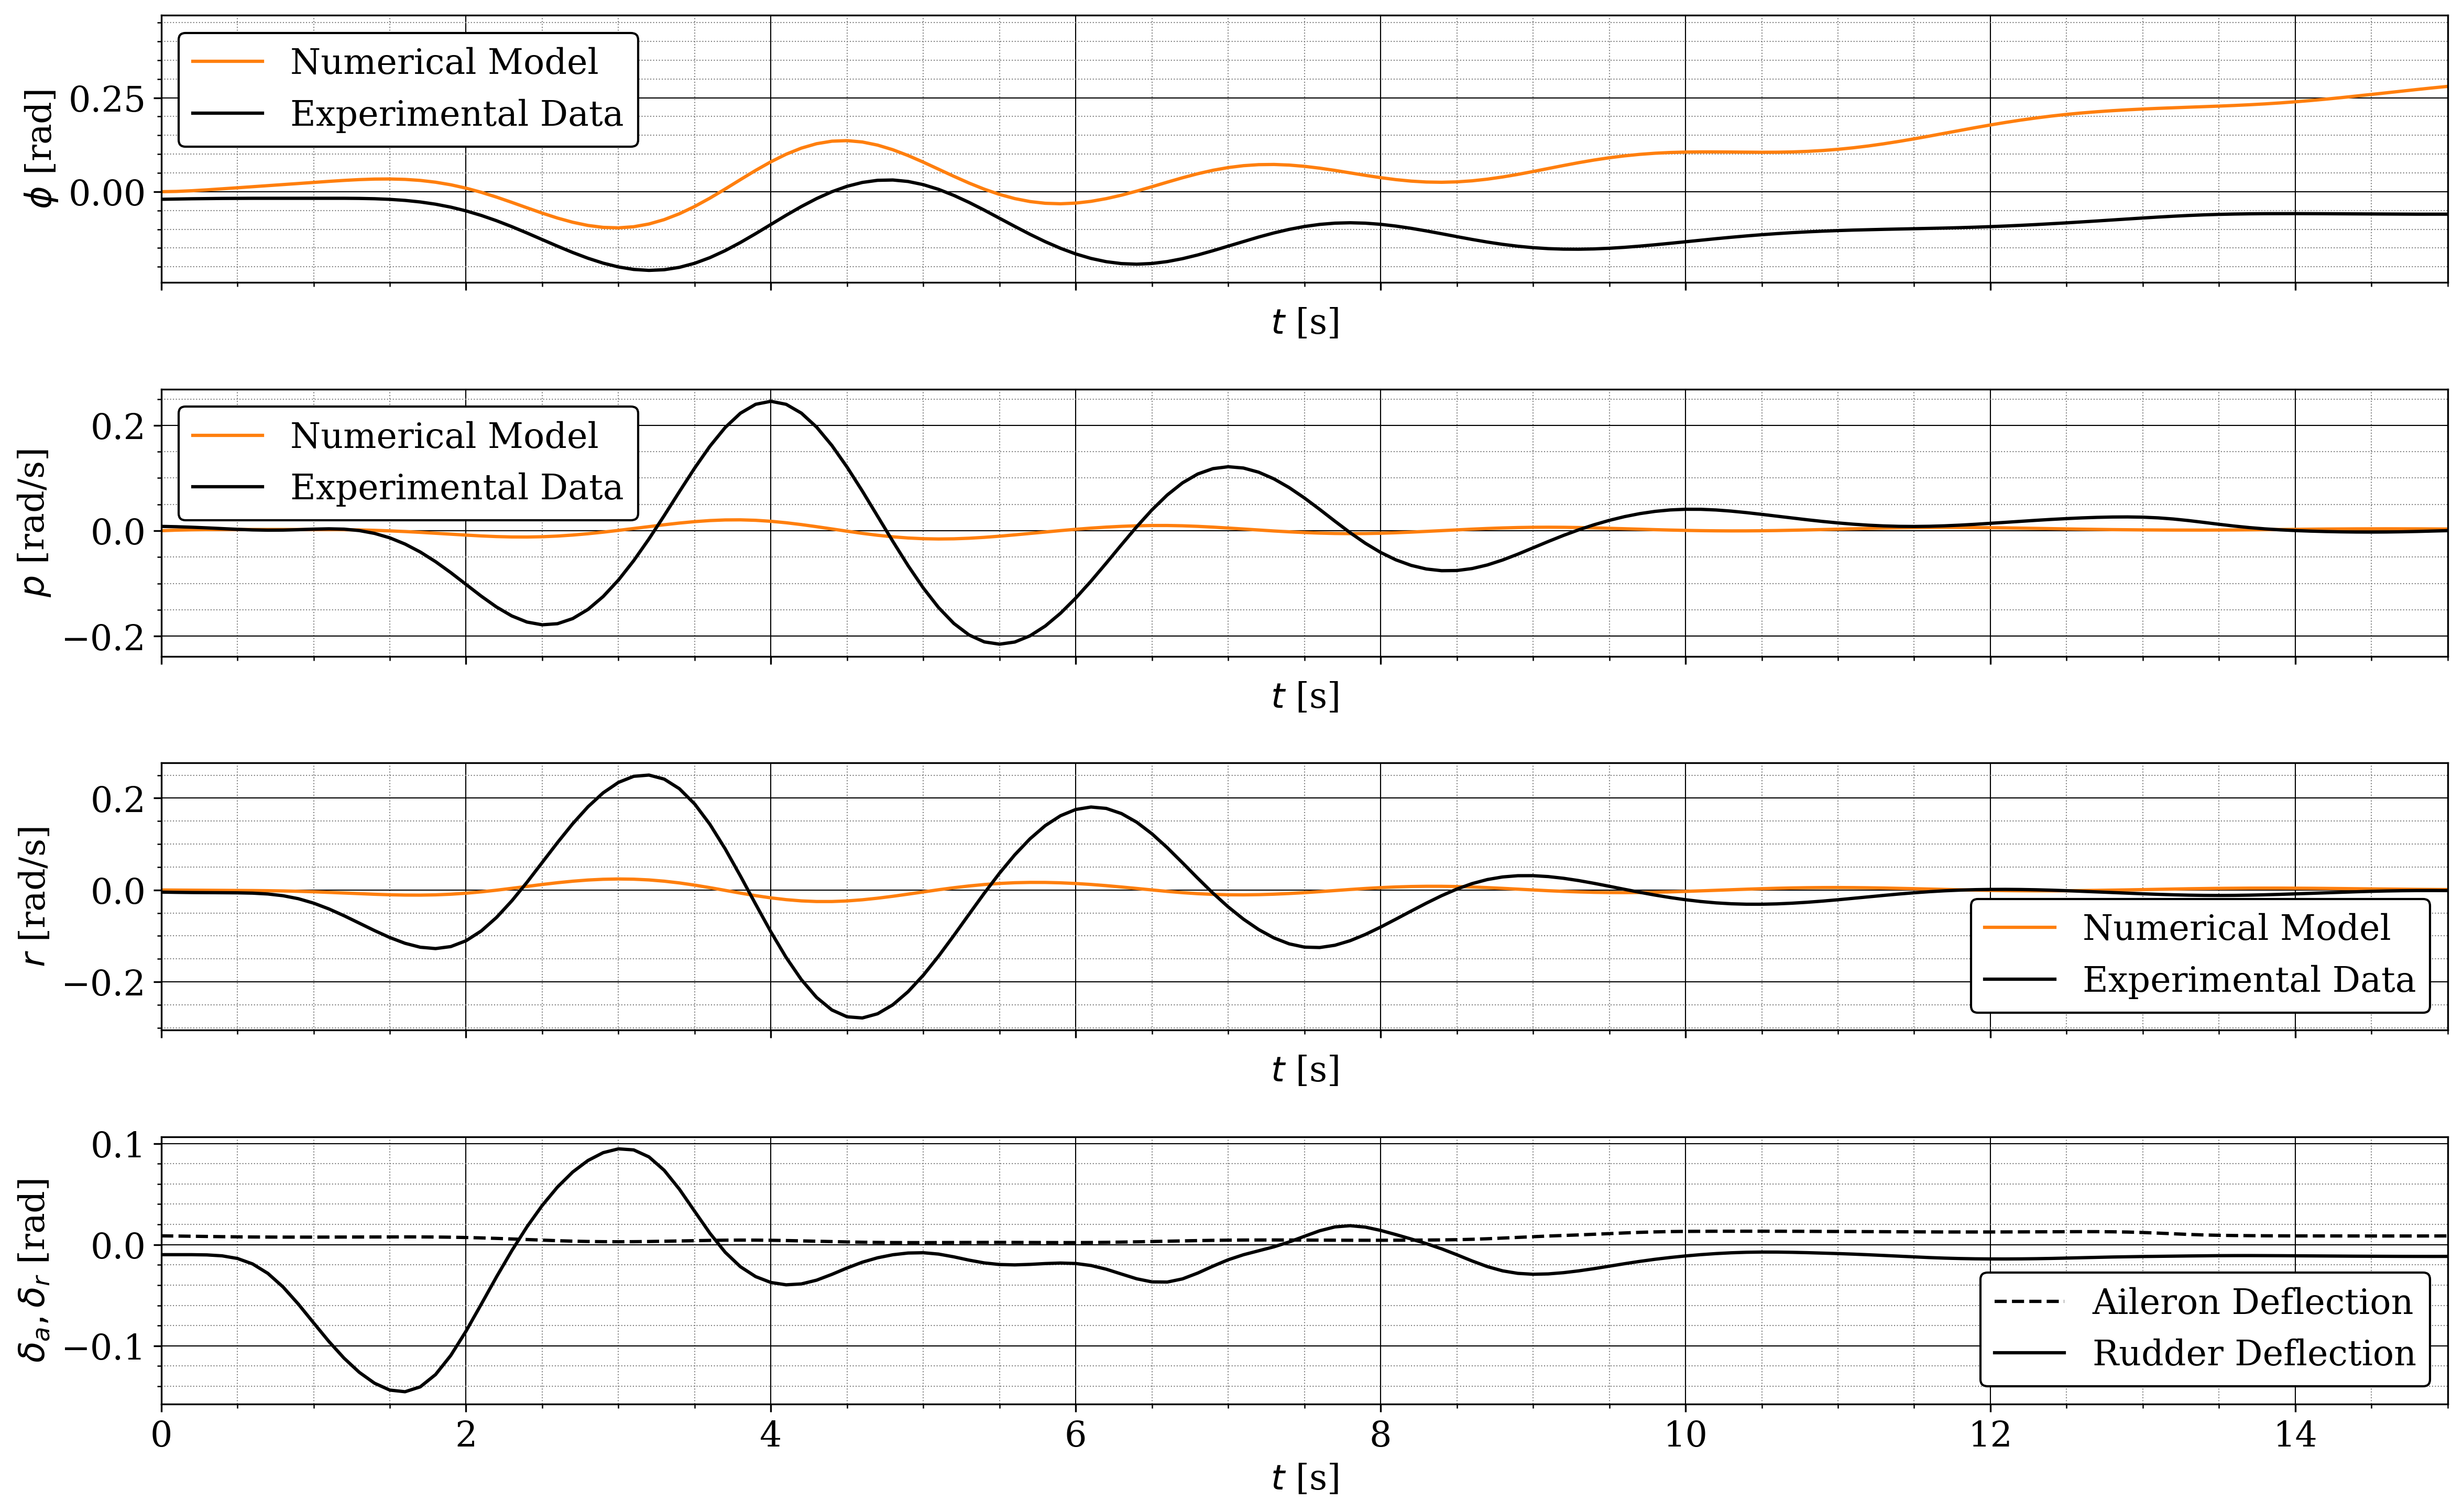 Numerical Model
Experimental Data
0.25
0.00
ϕ [rad]
t [s]
Numerical Model
Experimental Data
0.2
0.0
−0.2
p [rad/s]
t [s]
0.2
0.0
−0.2
r [rad/s]
Numerical Model
Experimental Data
t [s]
0.1
0.0
−0.1
δa, δr [rad]
Aileron Deflection
Rudder Deflection
0 2 4 6 8 10 12 14
t [s]